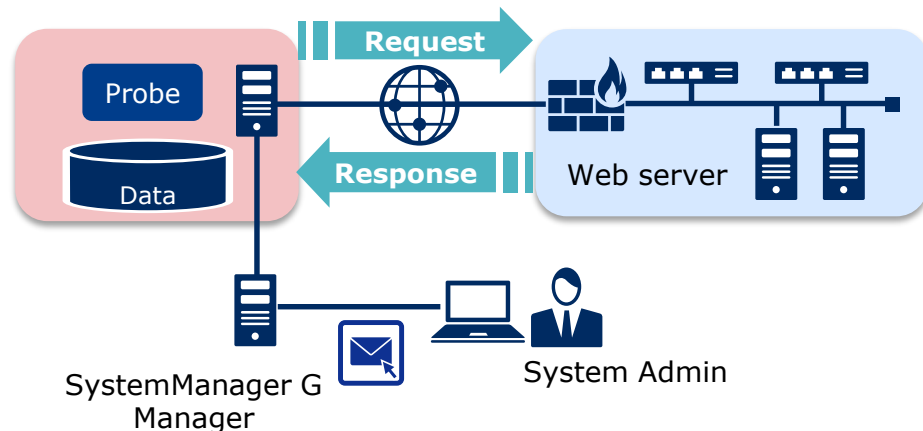 Request
Probe
Data
Response
Web server
System Admin
SystemManager G
Manager